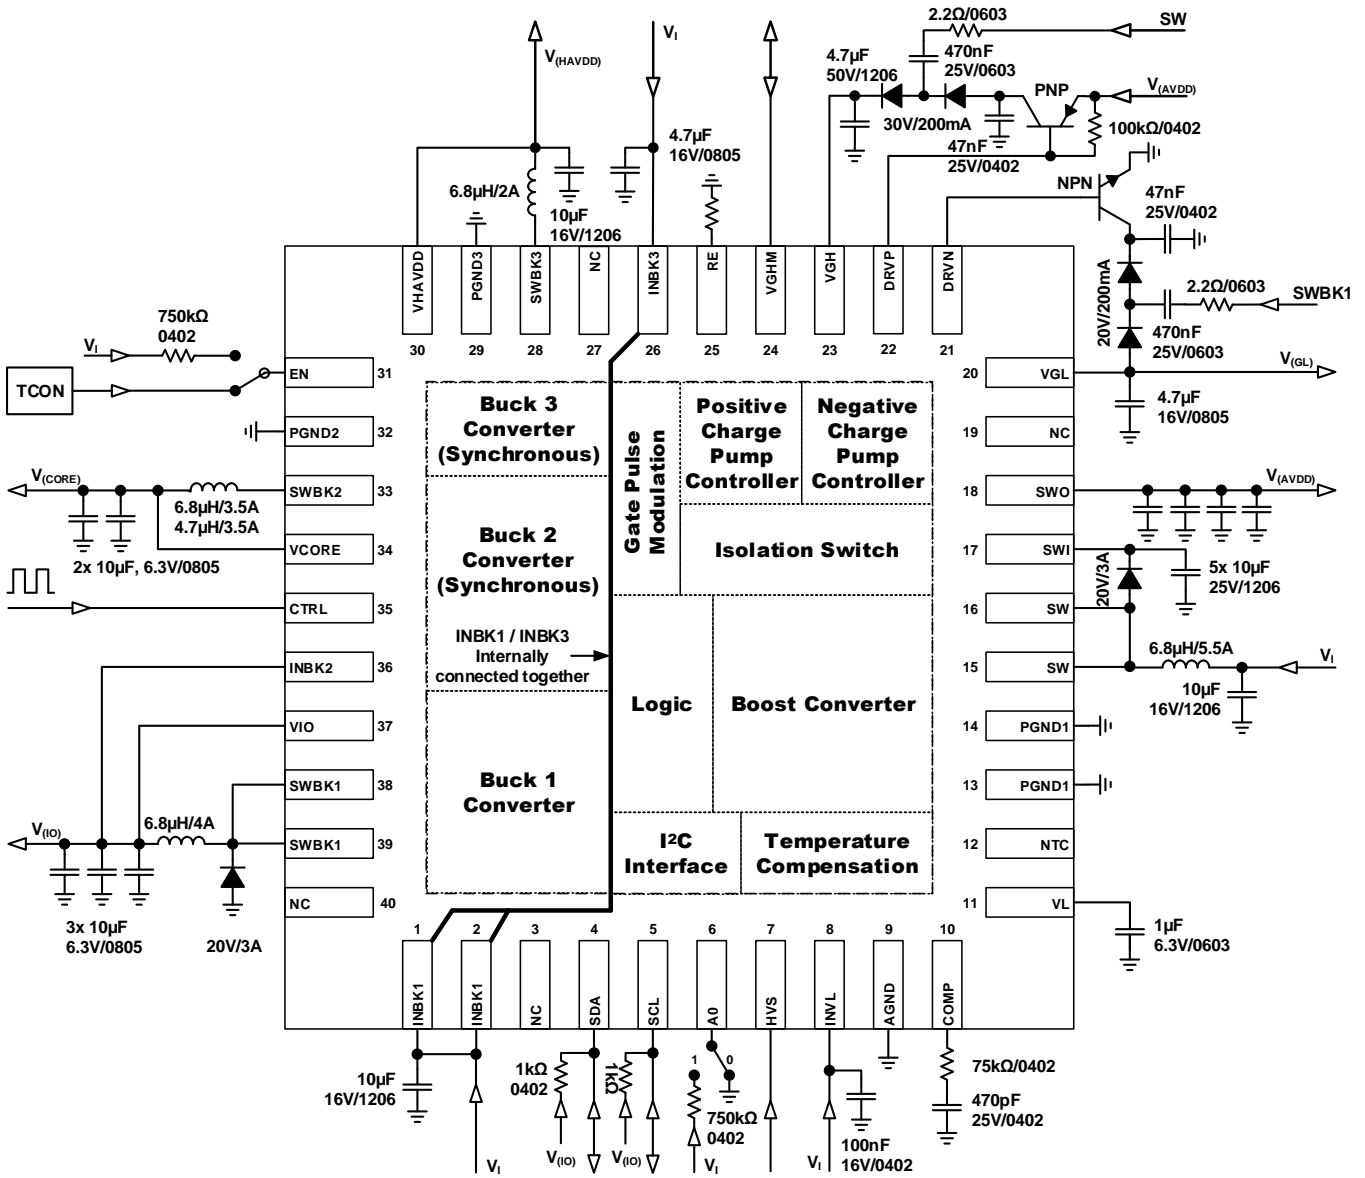 2.2Ω/0603
SW
V(HAVDD)
VI
4.7µF
50V/1206
470nF
25V/0603
PNP
V(AVDD)
30V/200mA
100kΩ/0402
4.7µF
16V/0805
47nF
25V/0402
NPN
6.8µH/2A
10µF
16V/1206
47nF
25V/0402
VHAVDD
PGND3
SWBK3
NC
INBK3
RE
VGHM
VGH
DRVP
DRVN
20V/200mA
2.2Ω/0603
SWBK1
470nF
25V/0603
30
29
28
27
26
25
24
23
22
21
750kΩ
0402
VI
TCON
EN
31
PGND2
32
V(CORE)
SWBK2
33
6.8µH/3.5A
4.7µH/3.5A
VCORE
34
2x 10µF, 6.3V/0805
CTRL
35
INBK2
36
VIO
37
SWBK1
38
6.8µH/4A
V(IO)
SWBK1
39
NC
40
3x 10µF
6.3V/0805
20V/3A
Buck 3
Converter
(Synchronous)
Buck 2
Converter
(Synchronous)
INBK1 / INBK3
Internally
connected together
Buck 1
Converter
Gate Pulse
Modulation
Positive
Charge
Pump
Controller
Negative
Charge
Pump
Controller
Isolation Switch
Logic
Boost Converter
I²C
Interface
Temperature
Compensation
20
VGL
V(GL)
4.7µF
16V/0805
19
NC
18
SWO
V(AVDD)
17
SWI
20V/3A
5x 10µF
25V/1206
16
SW
6.8µH/5.5A
15
SW
VI
10µF
16V/1206
14
PGND1
13
PGND1
12
NTC
11
VL
1µF
6.3V/0603
1
2
3
4
5
6
7
8
9
10
INBK1
INBK1
NC
SDA
SCL
A0
HVS
INVL
AGND
COMP
10µF
16V/1206
VI
1kΩ
0402
V(IO)
1kΩ
V(IO)
1
0
750kΩ
0402
VI
VI
100nF
16V/0402
75kΩ/0402
470pF
25V/0402